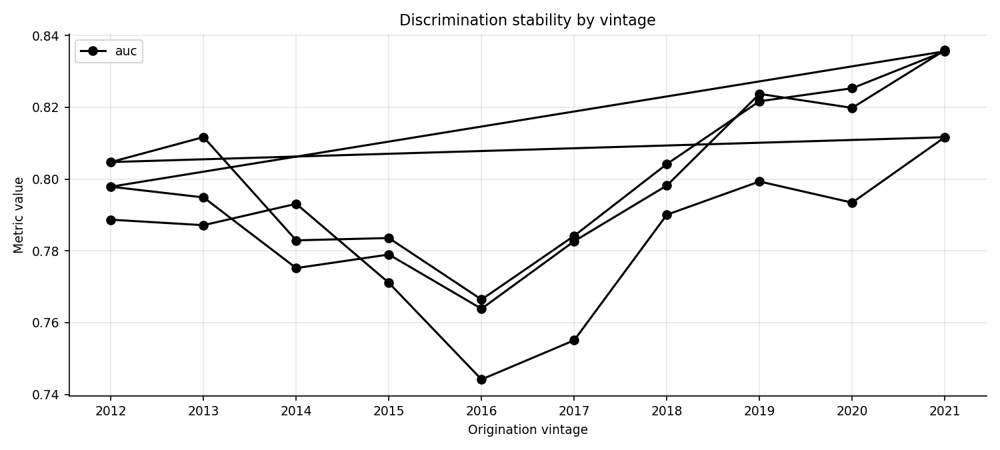 Discrimination stability by vintage
auc
Metric value
0.84
0.82
0.80
0.78
0.76
0.74
2012 2013 2014 2015 2016 2017 2018 2019 2020 2021
Origination vintage